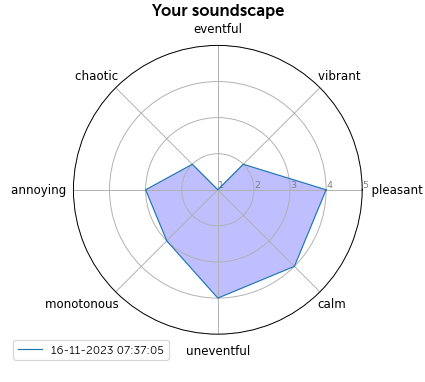 Your soundscape
eventful
chaotic
vibrant
annoying
1
2
3
4
5
pleasant
monotonous
calm
16-11-2023 07:37:05
uneventful